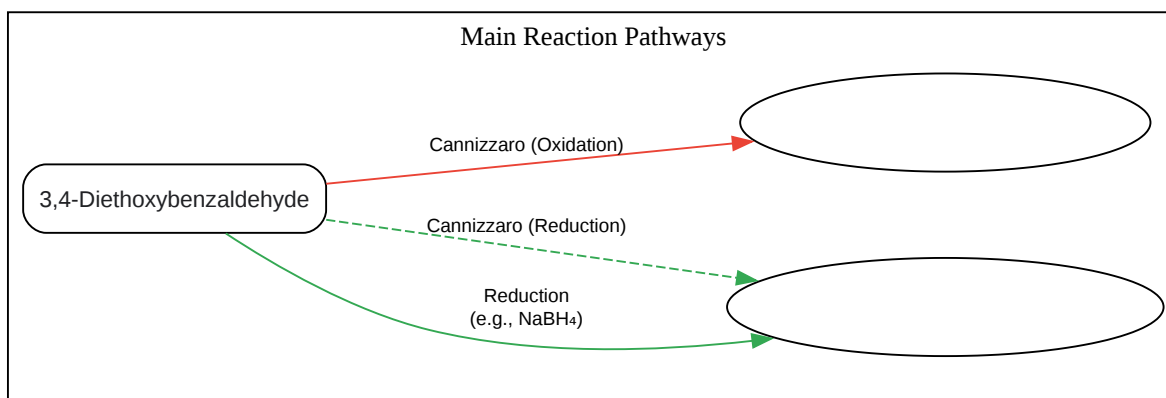 Main Reaction Pathways
Cannizzaro (Oxidation)
3,4-Diethoxybenzaldehyde
Cannizzaro (Reduction)
Reduction
(e.g., NaBH₄)